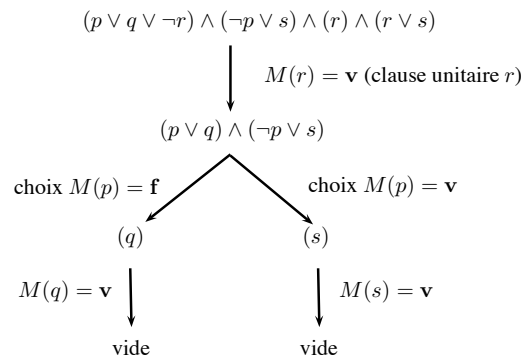 (p ∨ q ∨ ¬r) ∧ (¬p ∨ s) ∧ (r) ∧ (r ∨ s)
M(r) = v (clause unitaire r)
(p ∨ q) ∧ (¬p ∨ s)
choix M(p) = f
choix M(p) = v
(q)
(s)
M(q) = v
M(s) = v
vide
vide